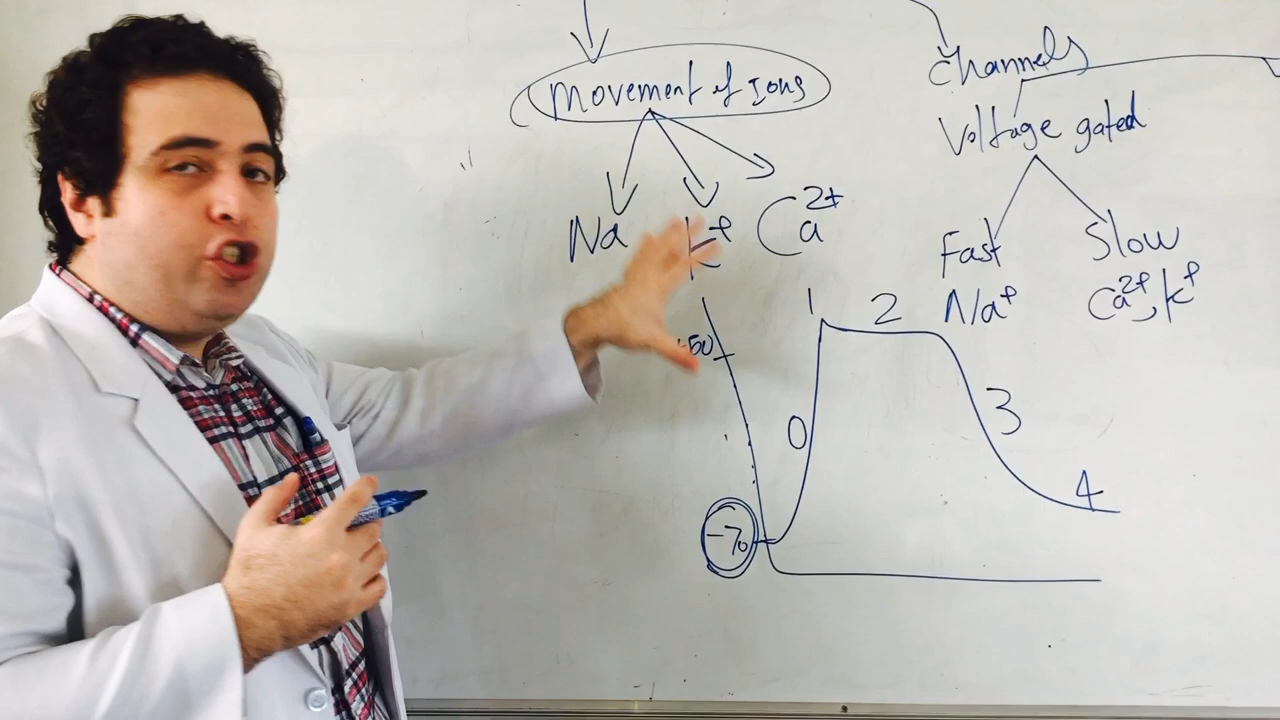 Movement of Ions
Na K+ Ca2+
Channels
Voltage gated
Fast Slow
Na+ Ca2+, K+
+50
-70
0
1
2
3
4